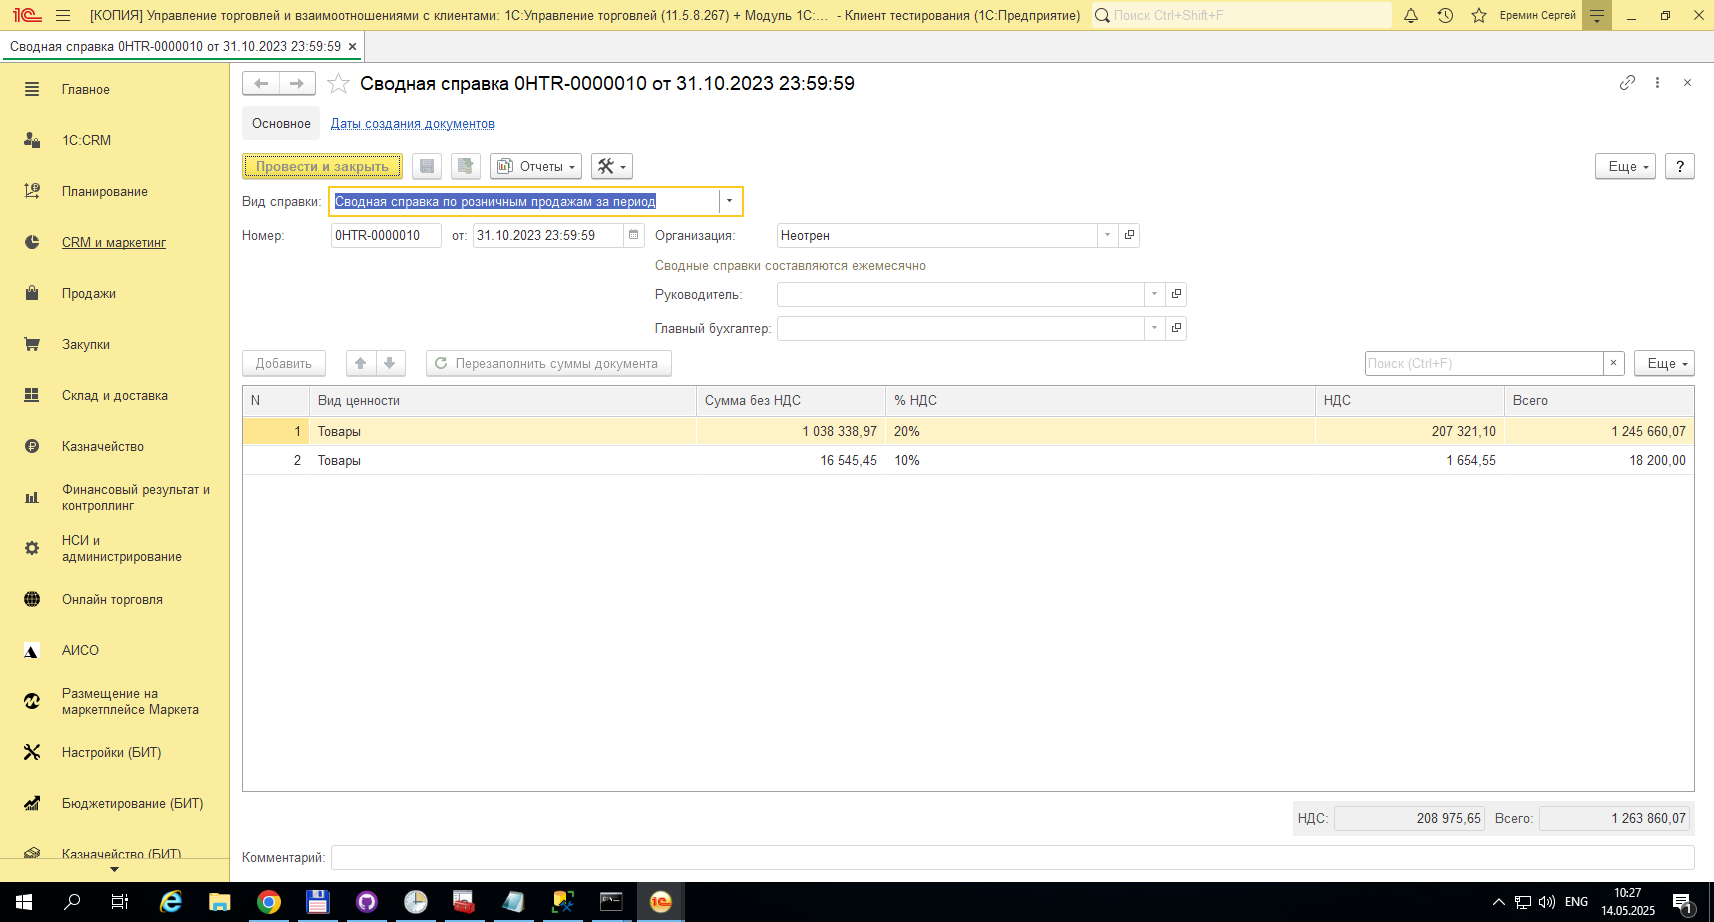 [КОПИЯ] Управление торговлей и взаимоотношениями с клиентами: 1С:Управление торговлей (11.5.8.267) + Модуль 1С:... - Клиент тестирования (1С:Предприятие)
Поиск Ctrl+Shift+F
Еремин Сергей
Сводная справка 0HTR-0000010 от 31.10.2023 23:59:59
Главное
1С:CRM
Планирование
CRM и маркетинг
Продажи
Закупки
Склад и доставка
Казначейство
Финансовый результат и
контроллинг
НСИ и
администрирование
Онлайн торговля
АИСО
Размещение на
маркетплейсе Маркета
Настройки (БИТ)
Бюджетирование (БИТ)
Казначейство (БИТ)
Сводная справка 0HTR-0000010 от 31.10.2023 23:59:59
Основное Даты создания документов
Провести и закрыть Отчеты Еще ?
Вид справки: Сводная справка по розничным продажам за период
Номер: 0HTR-0000010 от: 31.10.2023 23:59:59 Организация: Неотрен
Сводные справки составляются ежемесячно
Руководитель:
Главный бухгалтер:
Добавить Перезаполнить суммы документа Поиск (Ctrl+F) Еще
N Вид ценности Сумма без НДС % НДС НДС Всего
1 Товары 1 038 338,97 20% 207 321,10 1 245 660,07
2 Товары 16 545,45 10% 1 654,55 18 200,00
НДС: 208 975,65 Всего: 1 263 860,07
Комментарий:
ENG
10:27
14.05.2025
1